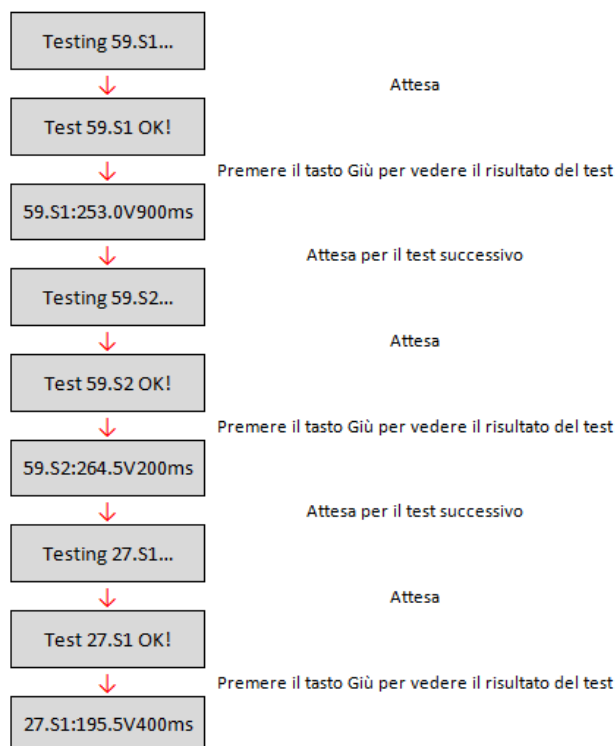 Testing 59.S1...
Attesa
Test 59.S1 OK!
Premere il tasto Giù per vedere il risultato del test
59.S1:253.0V900ms
Attesa per il test successivo
Testing 59.S2...
Attesa
Test 59.S2 OK!
Premere il tasto Giù per vedere il risultato del test
59.S2:264.5V200ms
Attesa per il test successivo
Testing 27.S1...
Attesa
Test 27.S1 OK!
Premere il tasto Giù per vedere il risultato del test
27.S1:195.5V400ms